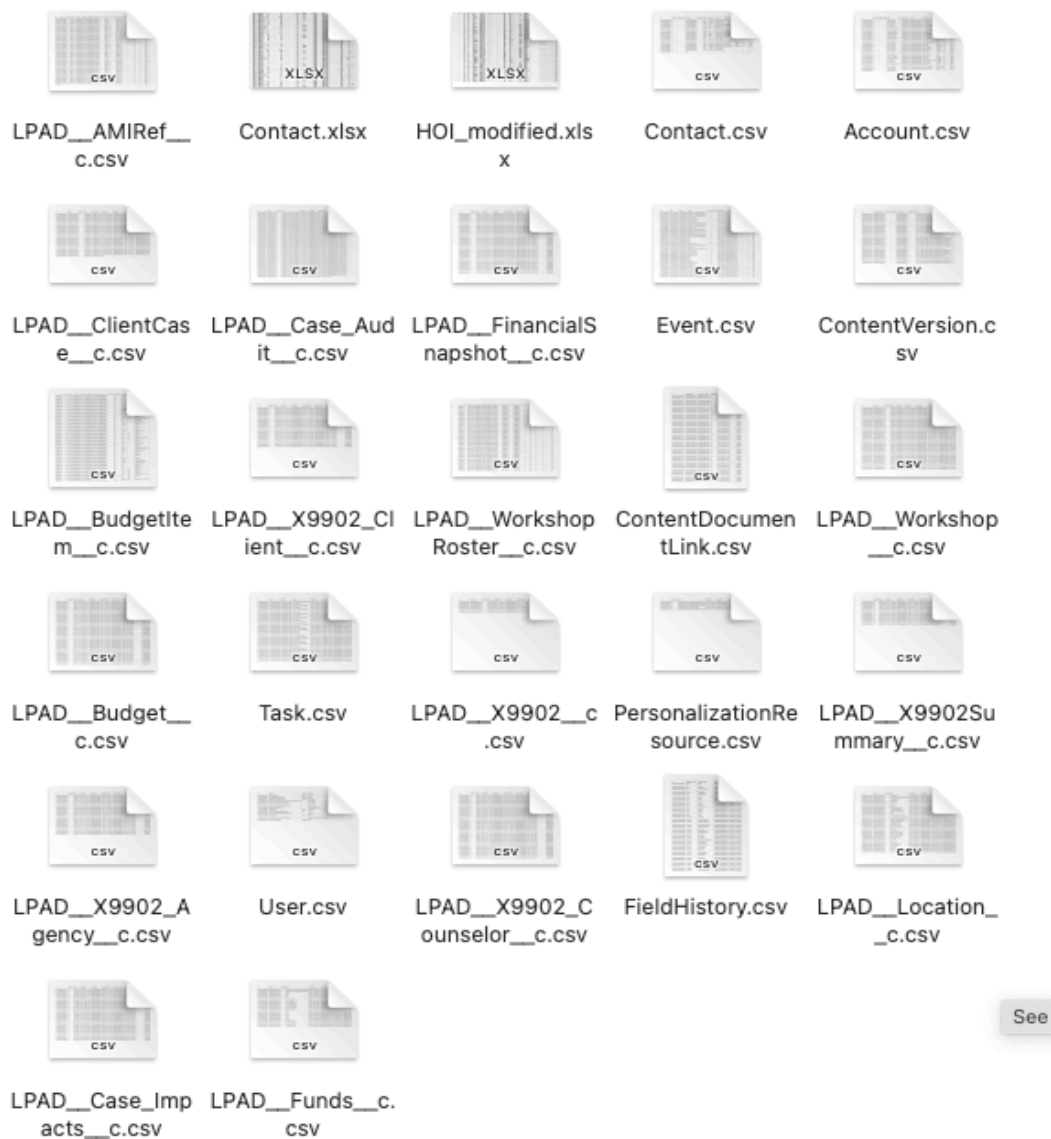 CSV XLSX XLSX CSV CSV
LPAD__AMIRef__ Contact.xlsx HOI_modified.xls Contact.csv Account.csv
c.csv x
CSV CSV CSV CSV CSV
LPAD__ClientCas LPAD__Case_Aud LPAD__FinancialS Event.csv ContentVersion.c
e__c.csv it__c.csv napshot__c.csv sv
CSV CSV CSV CSV CSV
LPAD__BudgetIte LPAD__X9902_Cl LPAD__Workshop ContentDocumen LPAD__Workshop
m__c.csv ient__c.csv Roster__c.csv tLink.csv __c.csv
CSV CSV CSV CSV CSV
LPAD__Budget__ Task.csv LPAD__X9902__c PersonalizationRe LPAD__X9902Su
c.csv .csv source.csv mmary__c.csv
CSV CSV CSV CSV CSV
LPAD__X9902_A User.csv LPAD__X9902_C FieldHistory.csv LPAD__Location_
gency__c.csv ounselor__c.csv _c.csv
See
CSV CSV
LPAD__Case_Imp LPAD__Funds__c.
acts__c.csv csv